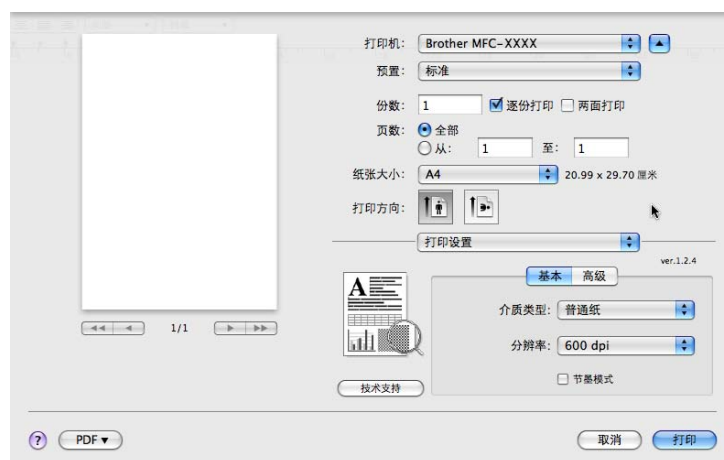 打印机: Brother MFC-XXXX
预置: 标准
份数: 1 逐份打印 两面打印
页数: 全部
从: 1 至: 1
纸张大小: A4 20.99 x 29.70 厘米
打印方向:
打印设置
ver.1.2.4
基本 高级
介质类型: 普通纸
1/1
分辨率: 600 dpi
节墨模式
技术支持
? PDF 取消 打印